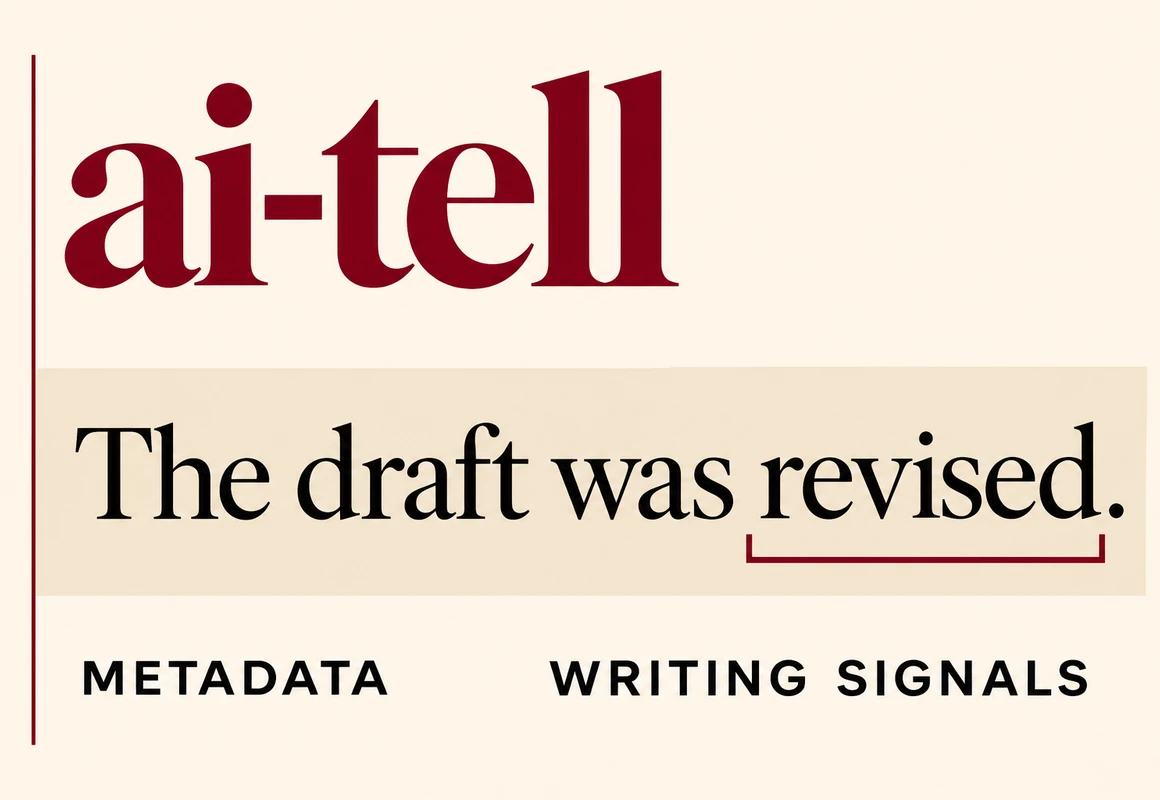 ai-tell
The draft was revised.
METADATA WRITING SIGNALS